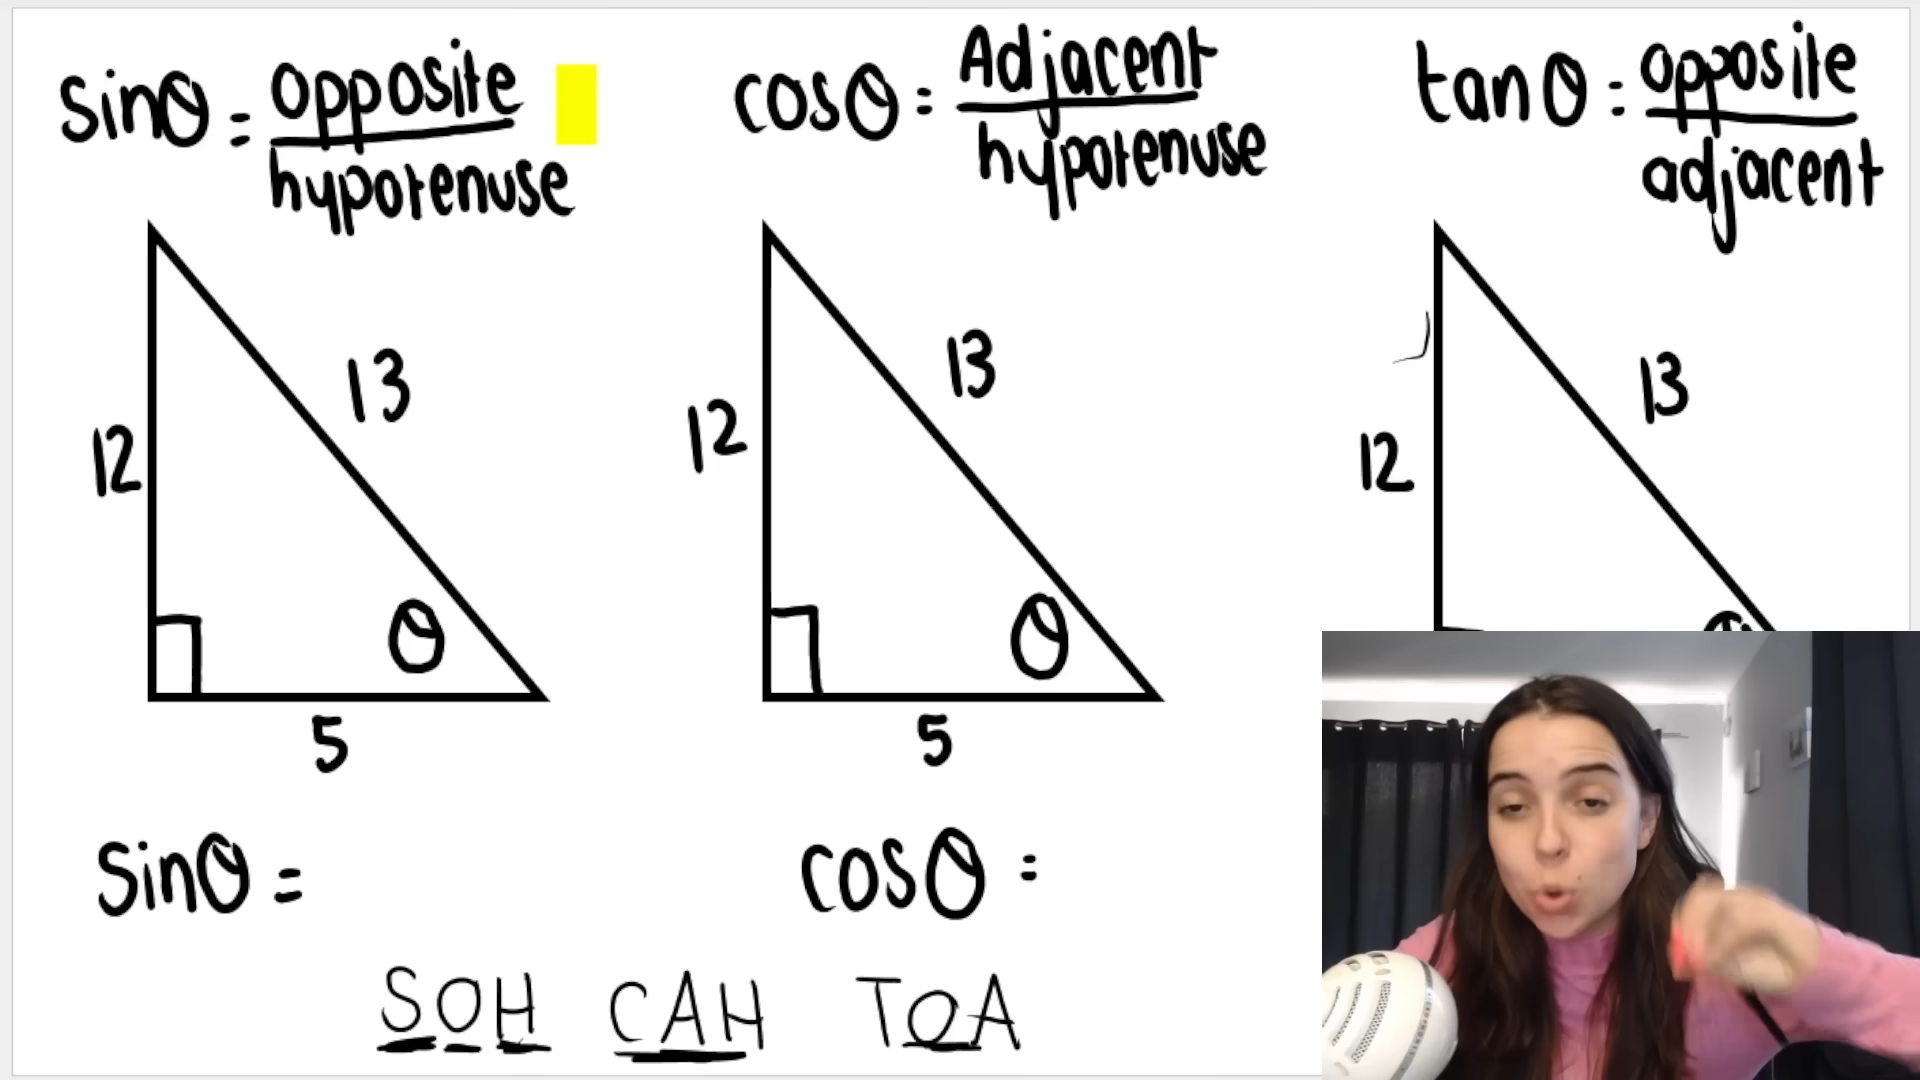 sinθ = opposite
hypotenuse
cosθ = Adjacent
hypotenuse
tanθ = opposite
adjacent
12
13
θ
5
12
13
θ
5
12
13
sinθ =
cosθ =
SOH CAH TOA